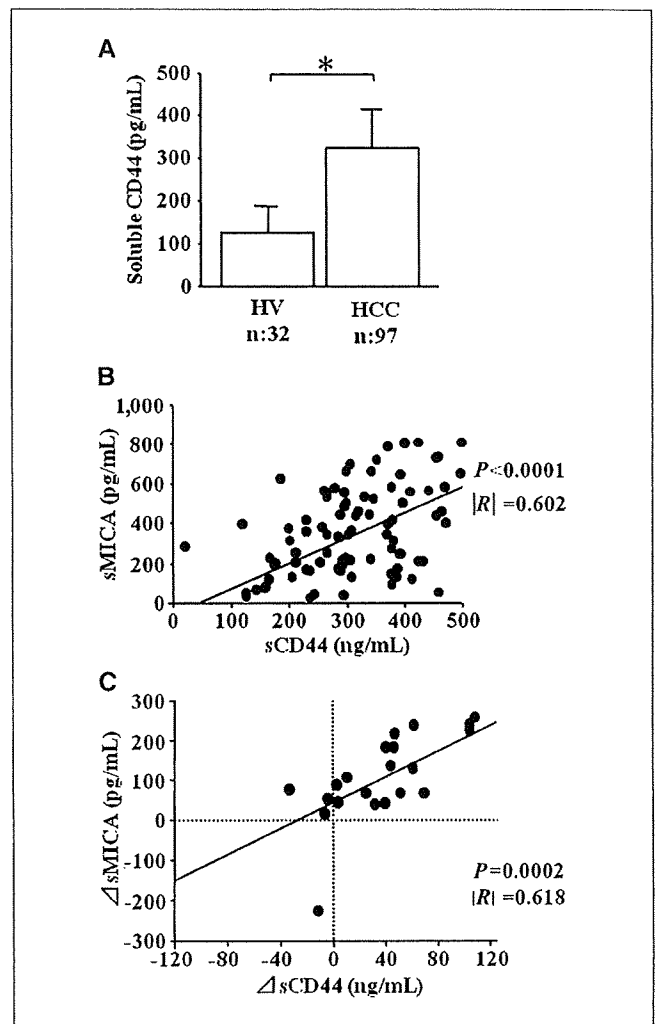 A
Soluble CD44 (pg/mL)
500
400
300
200
100
0
*
HV
n:32
HCC
n:97
B
sMICA (pg/mL)
1,000
800
600
400
200
0
P<0.0001
|R| =0.602
0 100 200 300 400 500
sCD44 (ng/mL)
C
⊿sMICA (pg/mL)
300
200
100
0
-100
-200
-300
P=0.0002
|R| =0.618
-120 -80 -40 0 40 80 120
⊿sCD44 (ng/mL)